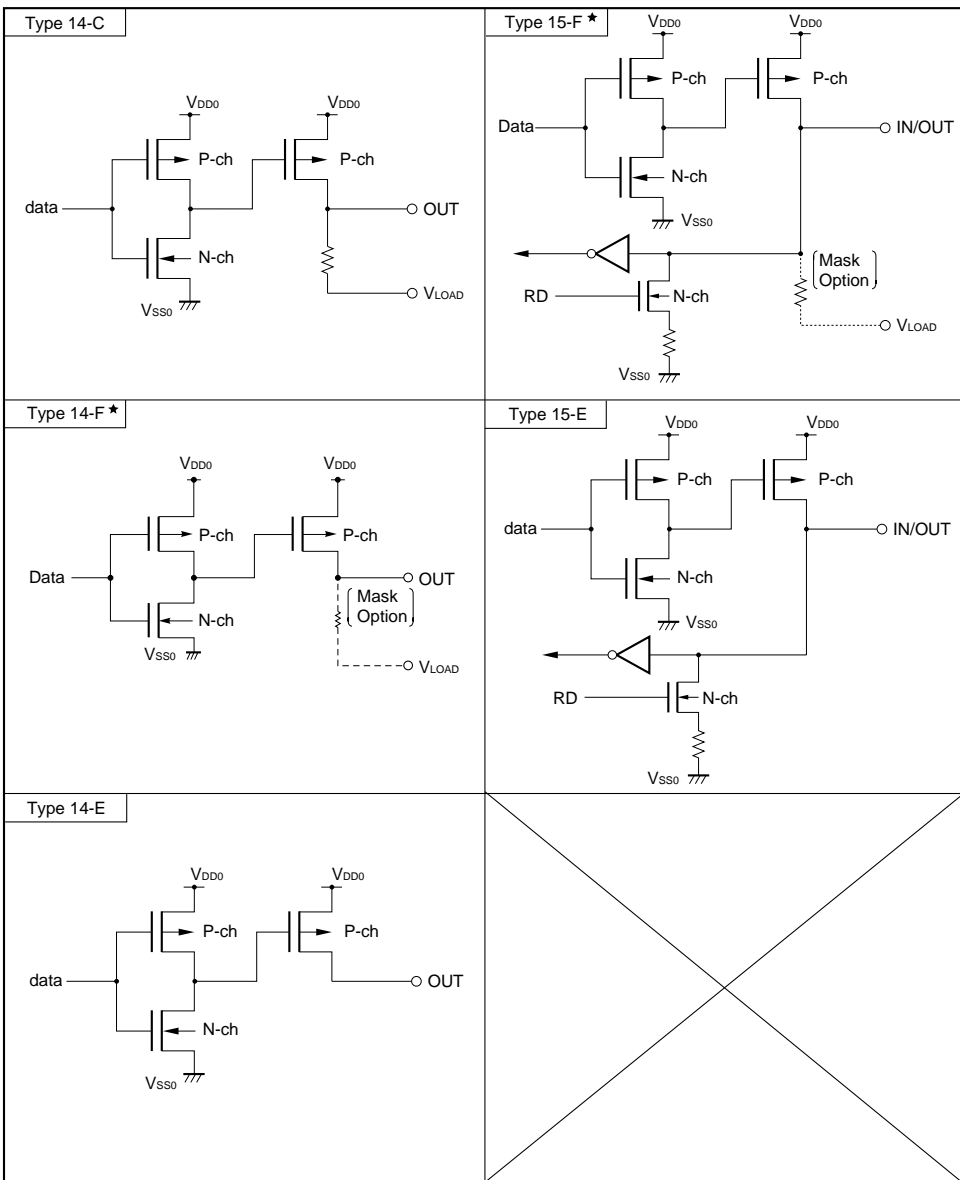 Type 14-C
VDD0
VDD0
P-ch
P-ch
data
OUT
N-ch
VSS0
VLOAD
Type 15-F ★
VDD0
VDD0
P-ch
P-ch
Data
IN/OUT
N-ch
VSS0
Mask
Option
RD
N-ch
VLOAD
VSS0
Type 14-F ★
VDD0
VDD0
P-ch
P-ch
Data
OUT
Mask
Option
N-ch
VSS0
VLOAD
Type 15-E
VDD0
VDD0
P-ch
P-ch
data
IN/OUT
N-ch
VSS0
RD
N-ch
VSS0
Type 14-E
VDD0
VDD0
P-ch
P-ch
data
OUT
N-ch
VSS0